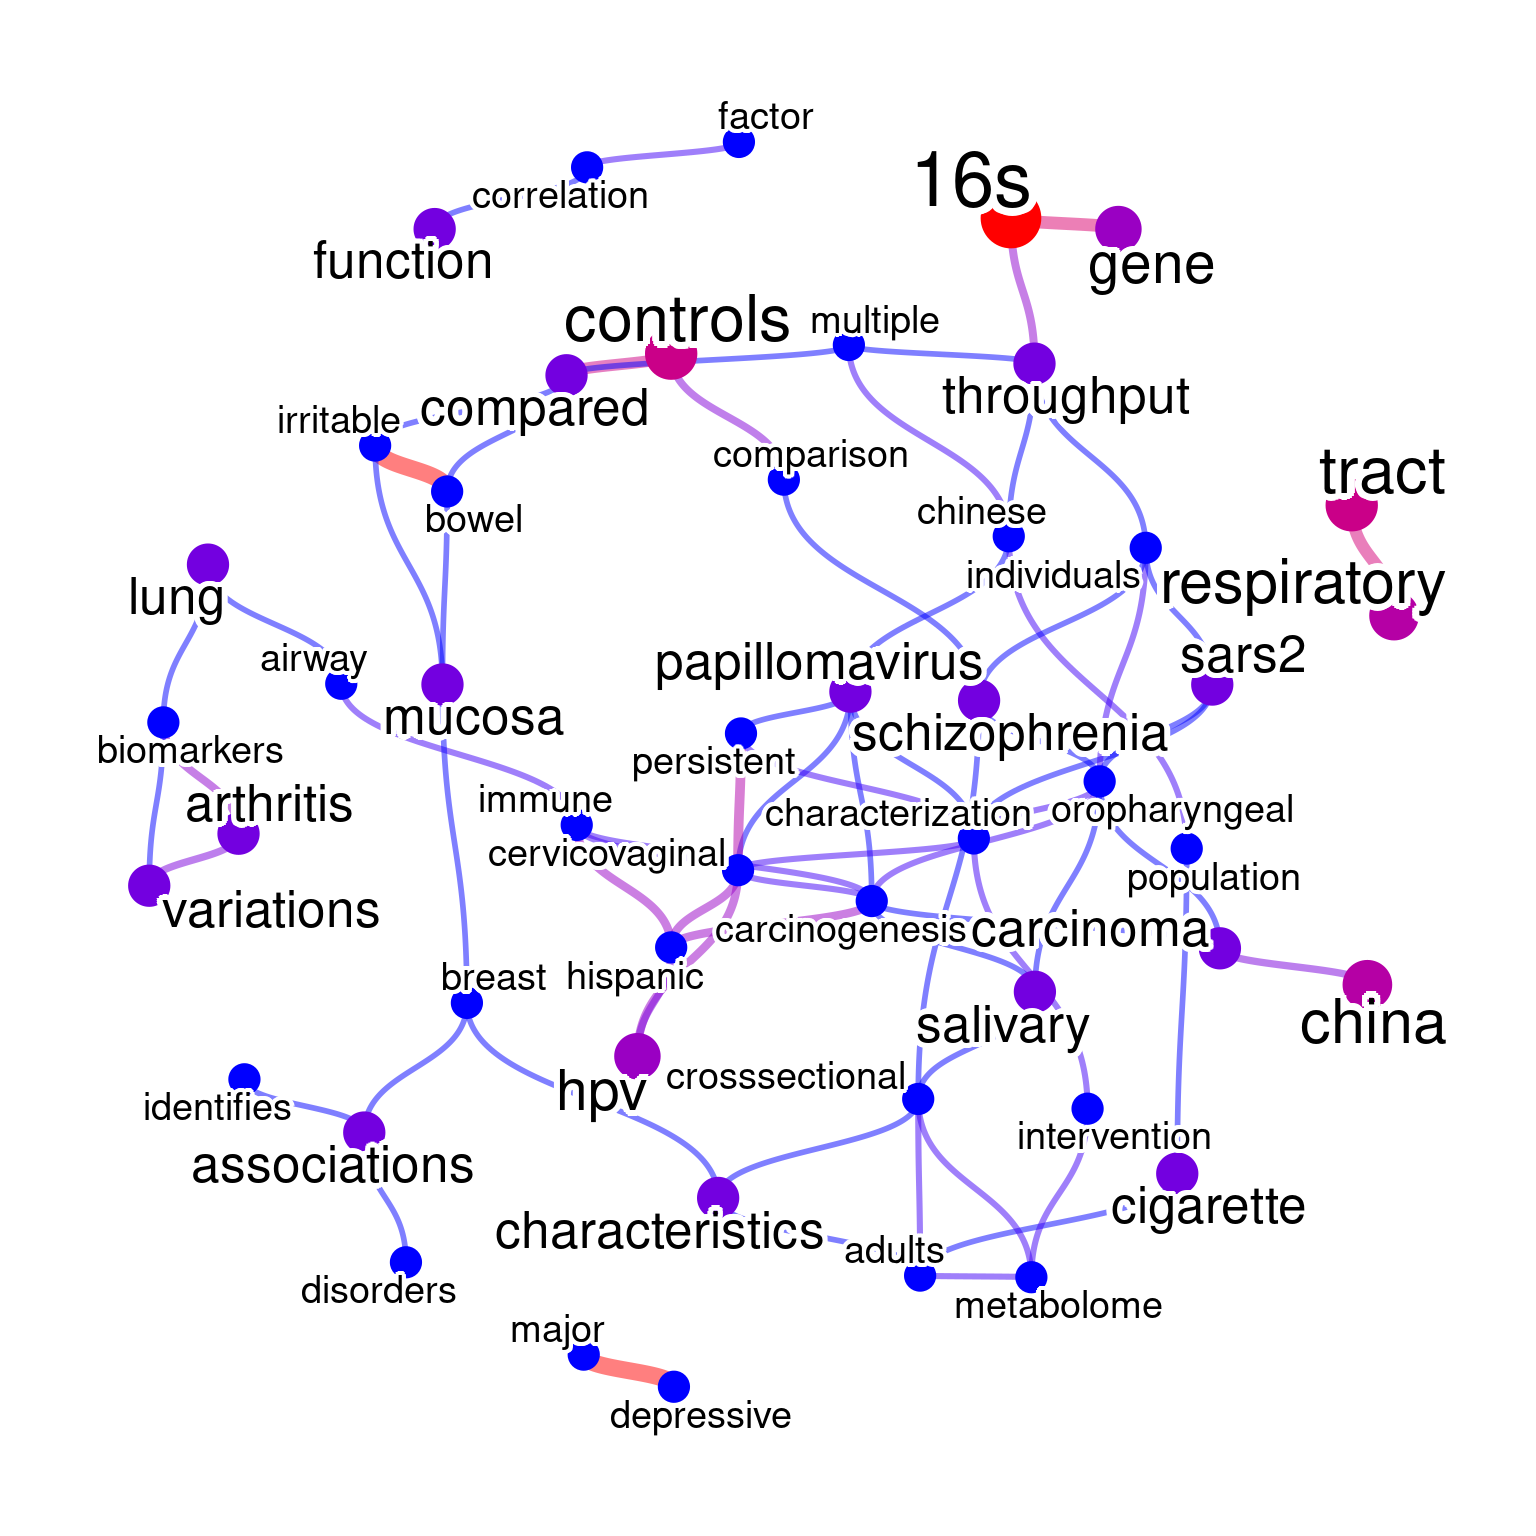 factor
correlation
16s
function
gene
controls
multiple
compared
throughput
irritable
comparison
tract
bowel
chinese
individuals
respiratory
lung
airway
papillomavirus
sars2
mucosa
schizophrenia
biomarkers
persistent
arthritis
immune
characterization
oropharyngeal
cervicovaginal
population
variations
carcinogenesis
carcinoma
breast
hispanic
salivary
china
crosssectional
hpv
identifies
intervention
associations
cigarette
characteristics
adults
disorders
metabolome
major
depressive